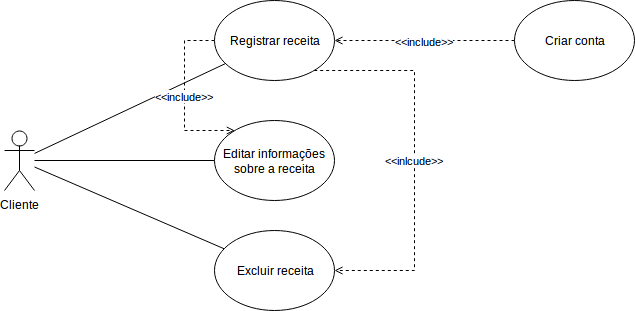 Registrar receita
<<include>>
Criar conta
<<include>>
Editar informações
sobre a receita
<<inlcude>>
Cliente
Excluir receita